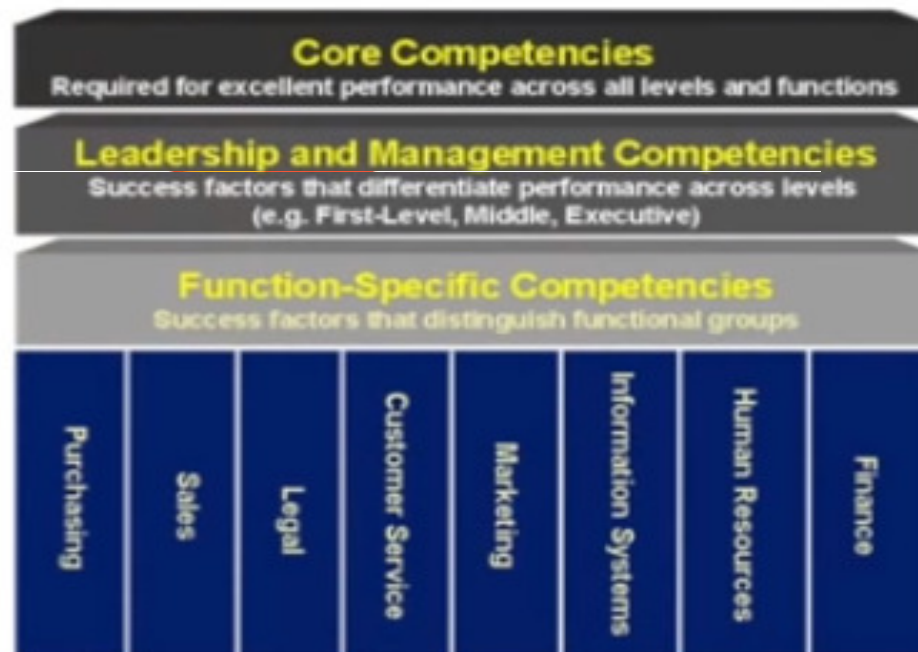 Core Competencies
Required for excellent performance across all levels and functions
Leadership and Management Competencies
Success factors that differentiate performance across levels
(e.g. First-Level, Middle, Executive)
Function-Specific Competencies
Success factors that distinguish functional groups
Purchasing
Sales
Legal
Customer Service
Marketing
Information Systems
Human Resources
Finance